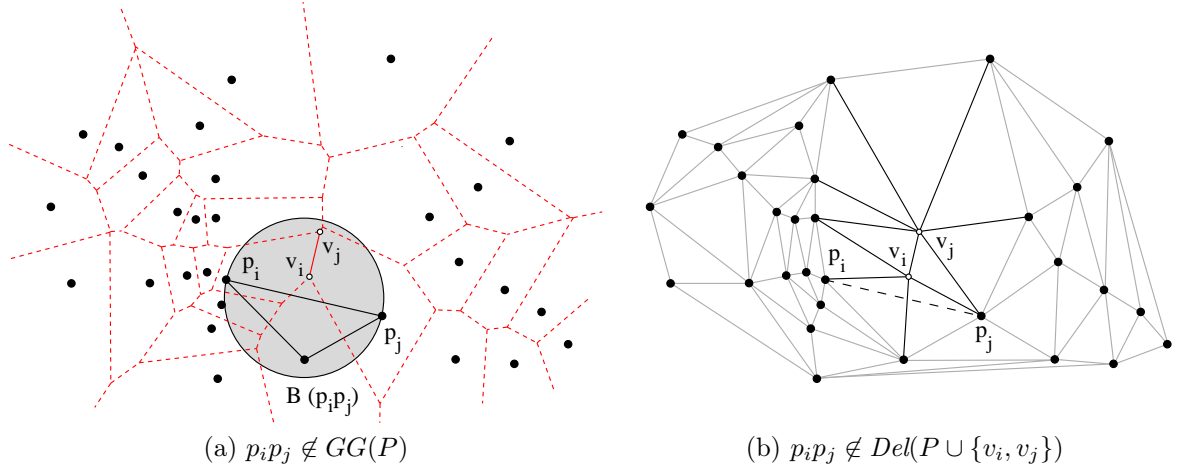 p_i
v_i
v_j
p_j
B (p_ip_j)
p_i
v_i
v_j
p_j
(a) p_ip_j ∉ GG(P)
(b) p_ip_j ∉ Del(P ∪ {v_i, v_j})